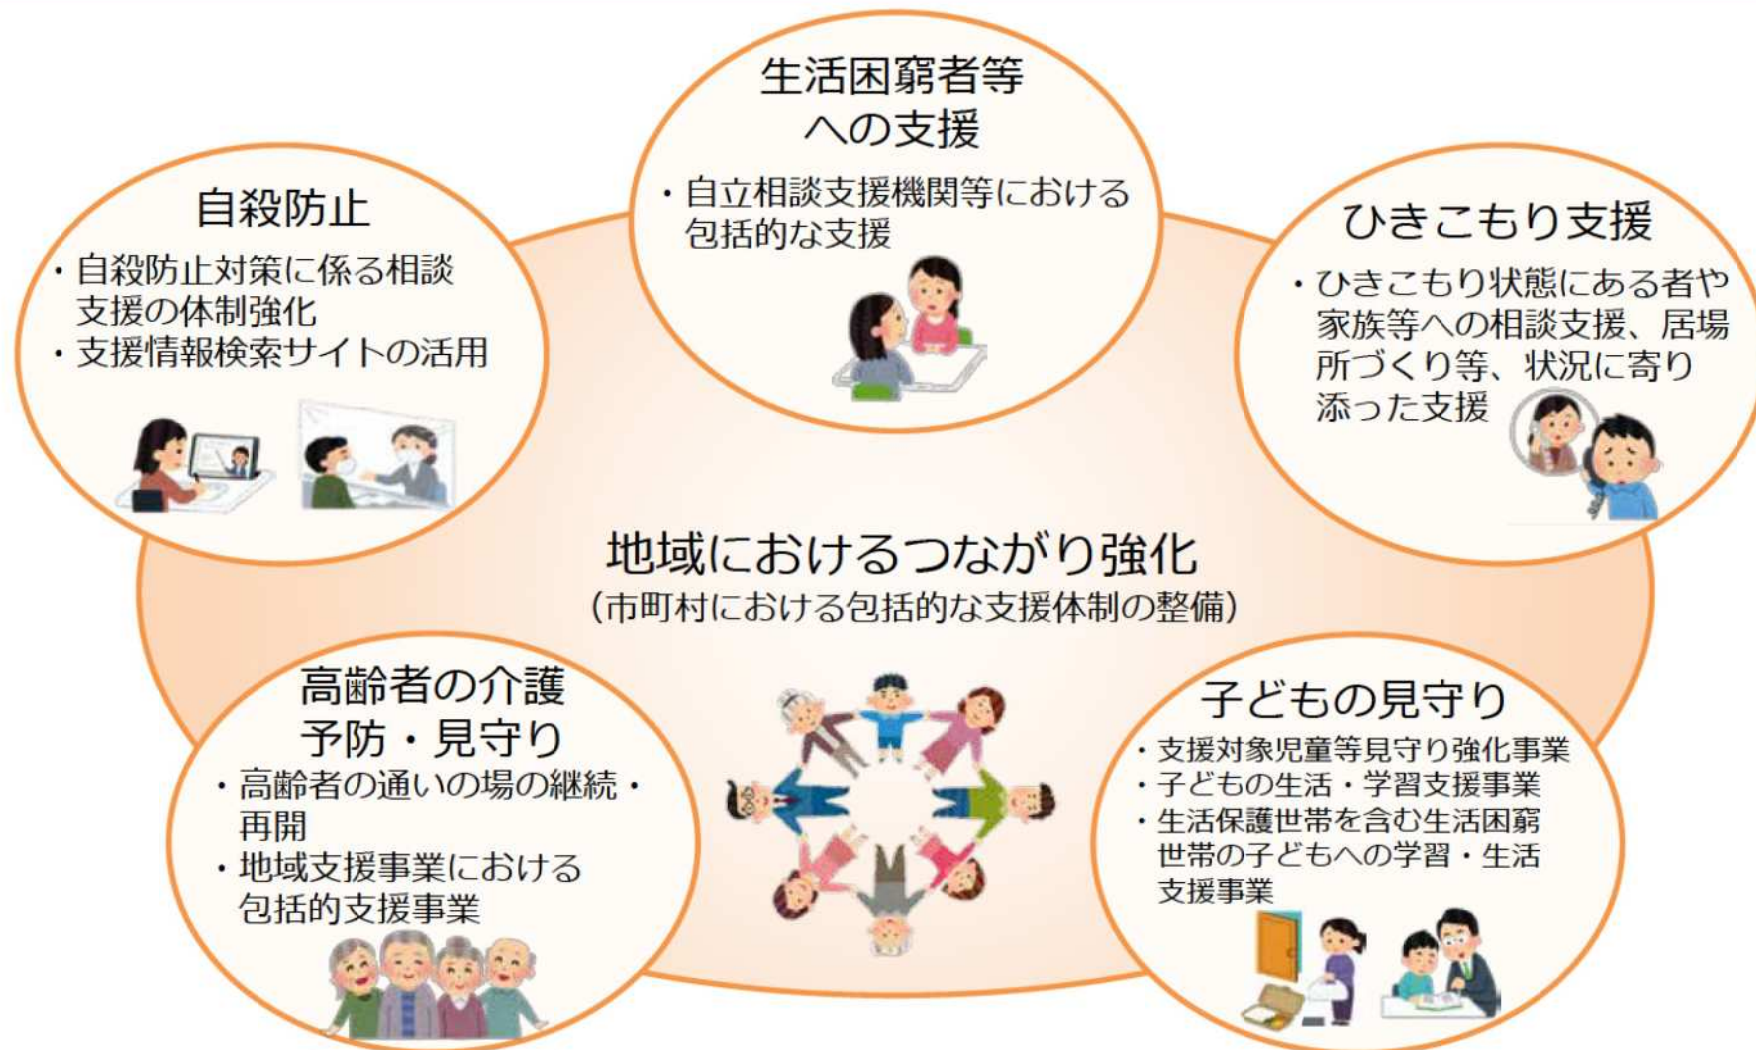 生活困窮者等
への支援
・自立相談支援機関等における
包括的な支援
自殺防止
・自殺防止対策に係る相談
支援の体制強化
・支援情報検索サイトの活用
ひきこもり支援
・ひきこもり状態にある者や
家族等への相談支援、居場
所づくり等、状況に寄り
添った支援
地域におけるつながり強化
（市町村における包括的な支援体制の整備）
高齢者の介護
予防・見守り
・高齢者の通いの場の継続・
再開
・地域支援事業における
包括的支援事業
子どもの見守り
・支援対象児童等見守り強化事業
・子どもの生活・学習支援事業
・生活保護世帯を含む生活困窮
世帯の子どもへの学習・生活
支援事業